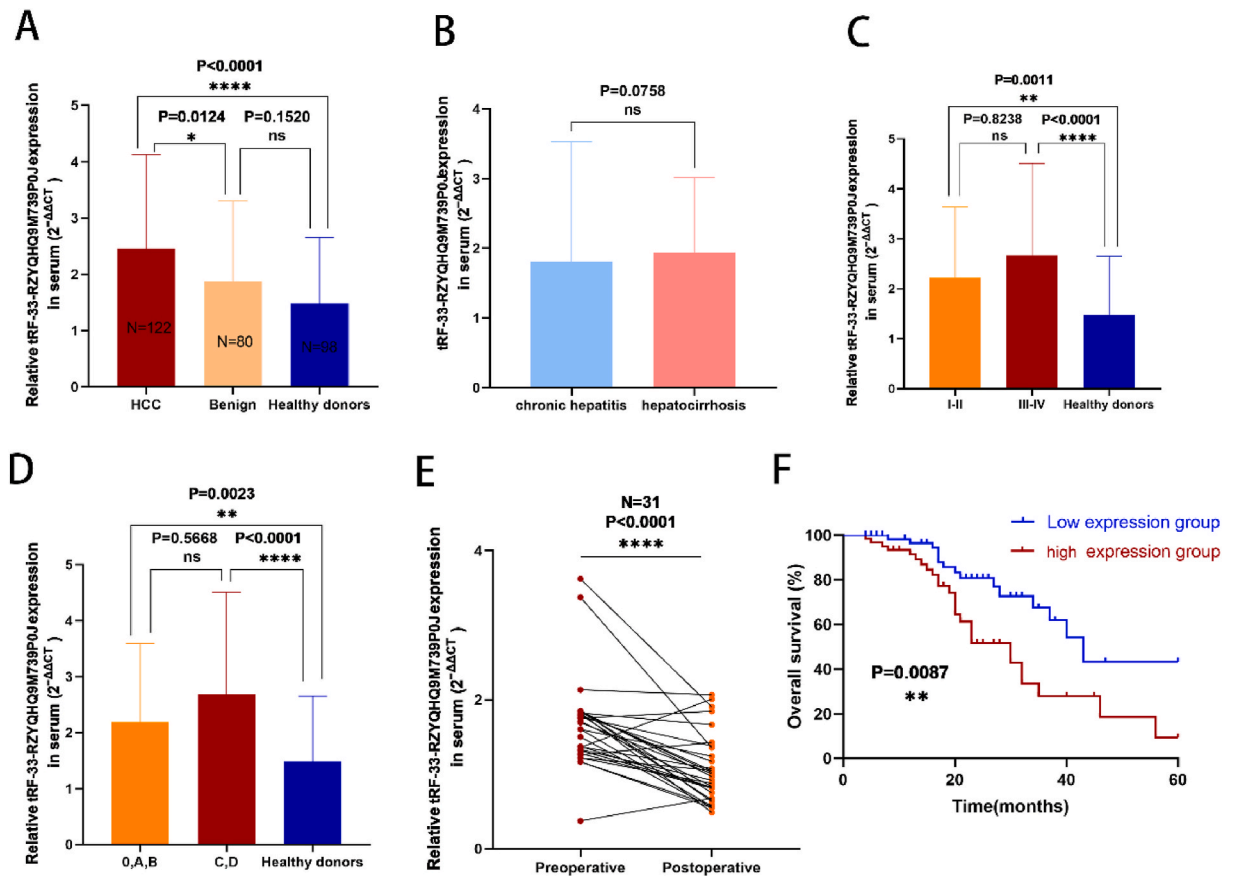 A
P<0.0001
****
P=0.0124
P=0.1520
*
ns
Relative tRF-33-RZYQHQ9M739P0J expression
in serum (2⁻ΔΔCT)
5
4
3
2
1
0
N=122
N=80
HCC
Benign
Healthy donors
B
P=0.0758
ns
tRF-33-RZYQHQ9M739P0J expression
in serum (2⁻ΔΔCT)
4
3
2
1
0
chronic hepatitis
hepatocirrhosis
C
P=0.0011
**
P=0.8238
P<0.0001
ns
****
Relative tRF-33-RZYQHQ9M739P0J expression
in serum (2⁻ΔΔCT)
5
4
3
2
1
0
I-II
III-IV
Healthy donors
D
P=0.0023
**
P=0.5668
P<0.0001
ns
****
Relative tRF-33-RZYQHQ9M739P0J expression
in serum (2⁻ΔΔCT)
5
4
3
2
1
0
0,A,B
C,D
Healthy donors
E
N=31
P<0.0001
****
Relative tRF-33-RZYQHQ9M739P0J expression
in serum (2⁻ΔΔCT)
4
2
0
Preoperative
Postoperative
F
Low expression group
high expression group
Overall survival (%)
100
80
60
40
20
0
P=0.0087
**
0
20
40
60
Time(months)